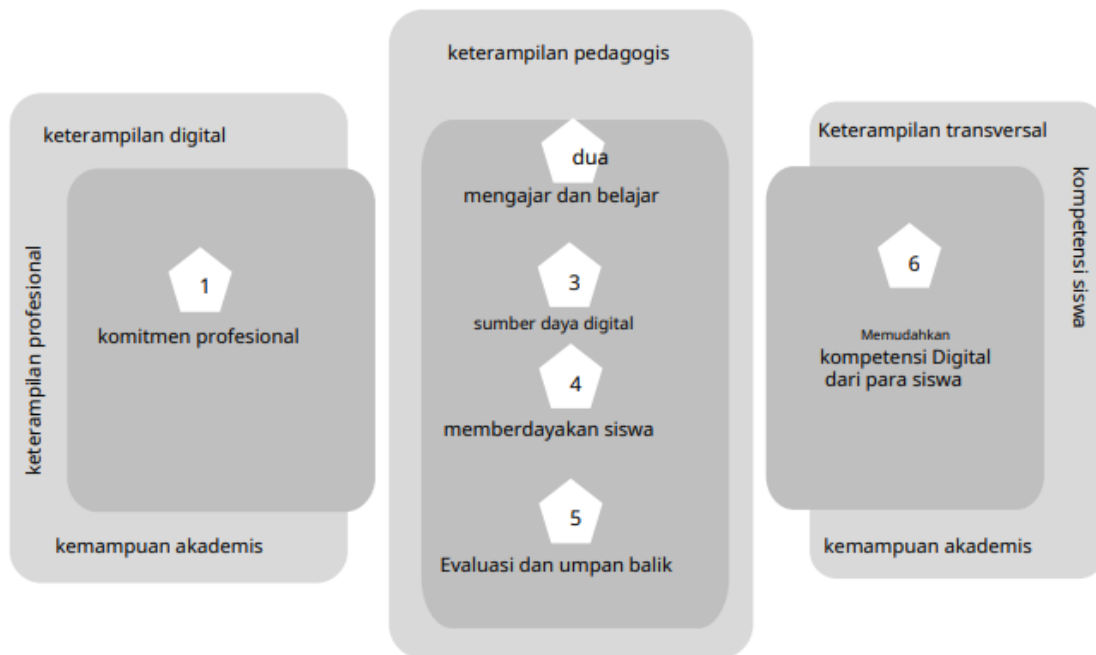 keterampilan digital
keterampilan profesional
1
komitmen profesional
kemampuan akademis
keterampilan pedagogis
dua
mengajar dan belajar
3
sumber daya digital
4
memberdayakan siswa
5
Evaluasi dan umpan balik
Keterampilan transversal
kompetensi siswa
6
Memudahkan
kompetensi Digital
dari para siswa
kemampuan akademis